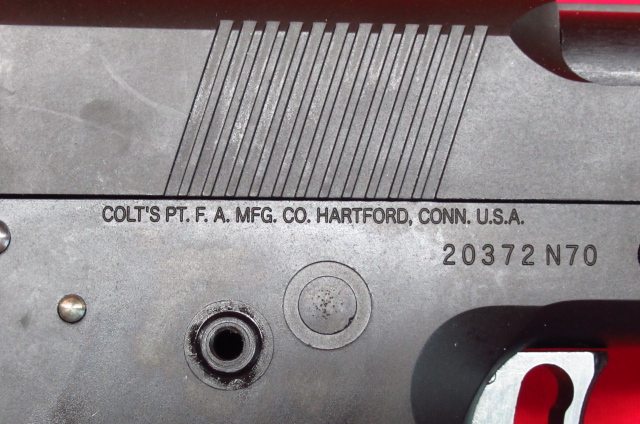 COLT'S PT. F. A. MFG. CO. HARTFORD, CONN. U.S.A.
20372 N70